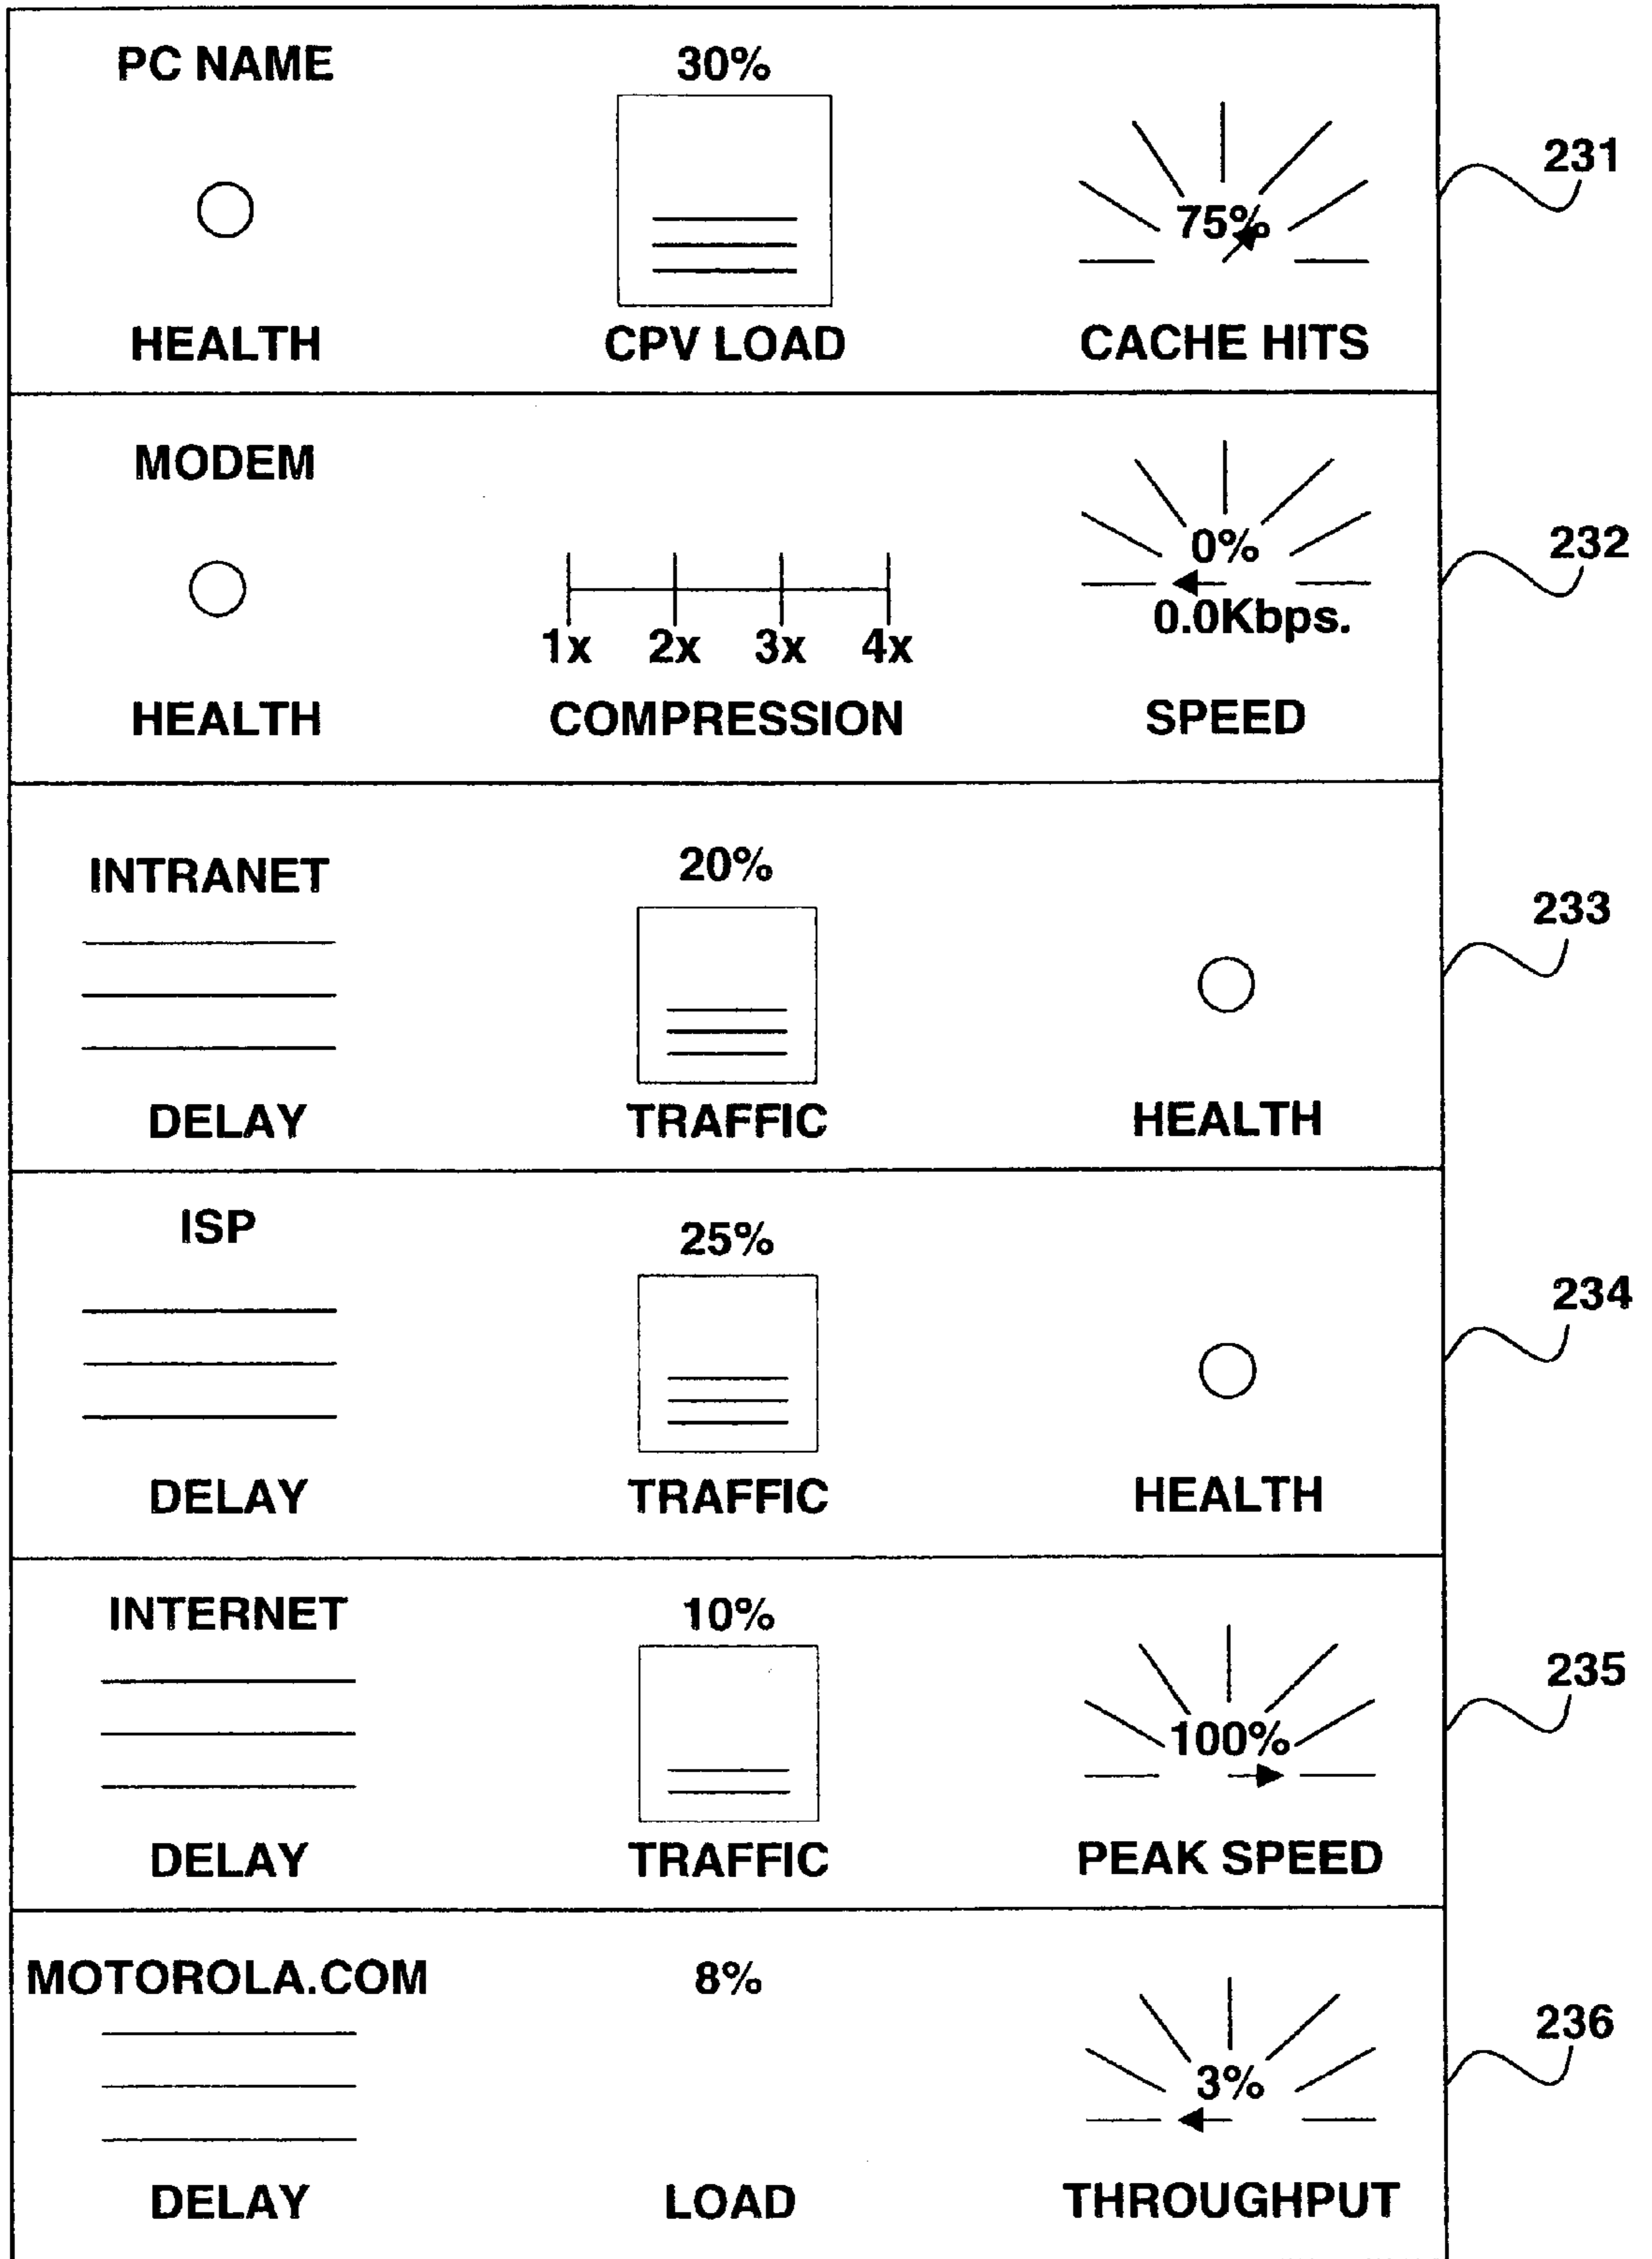 PC NAME
30%
75%
231
HEALTH
CPV LOAD
CACHE HITS
MODEM
0%
232
0.0Kbps.
1x 2x 3x 4x
HEALTH
COMPRESSION
SPEED
INTRANET
20%
233
DELAY
TRAFFIC
HEALTH
ISP
25%
234
DELAY
TRAFFIC
HEALTH
INTERNET
10%
235
100%
DELAY
TRAFFIC
PEAK SPEED
MOTOROLA.COM
8%
236
3%
DELAY
LOAD
THROUGHPUT